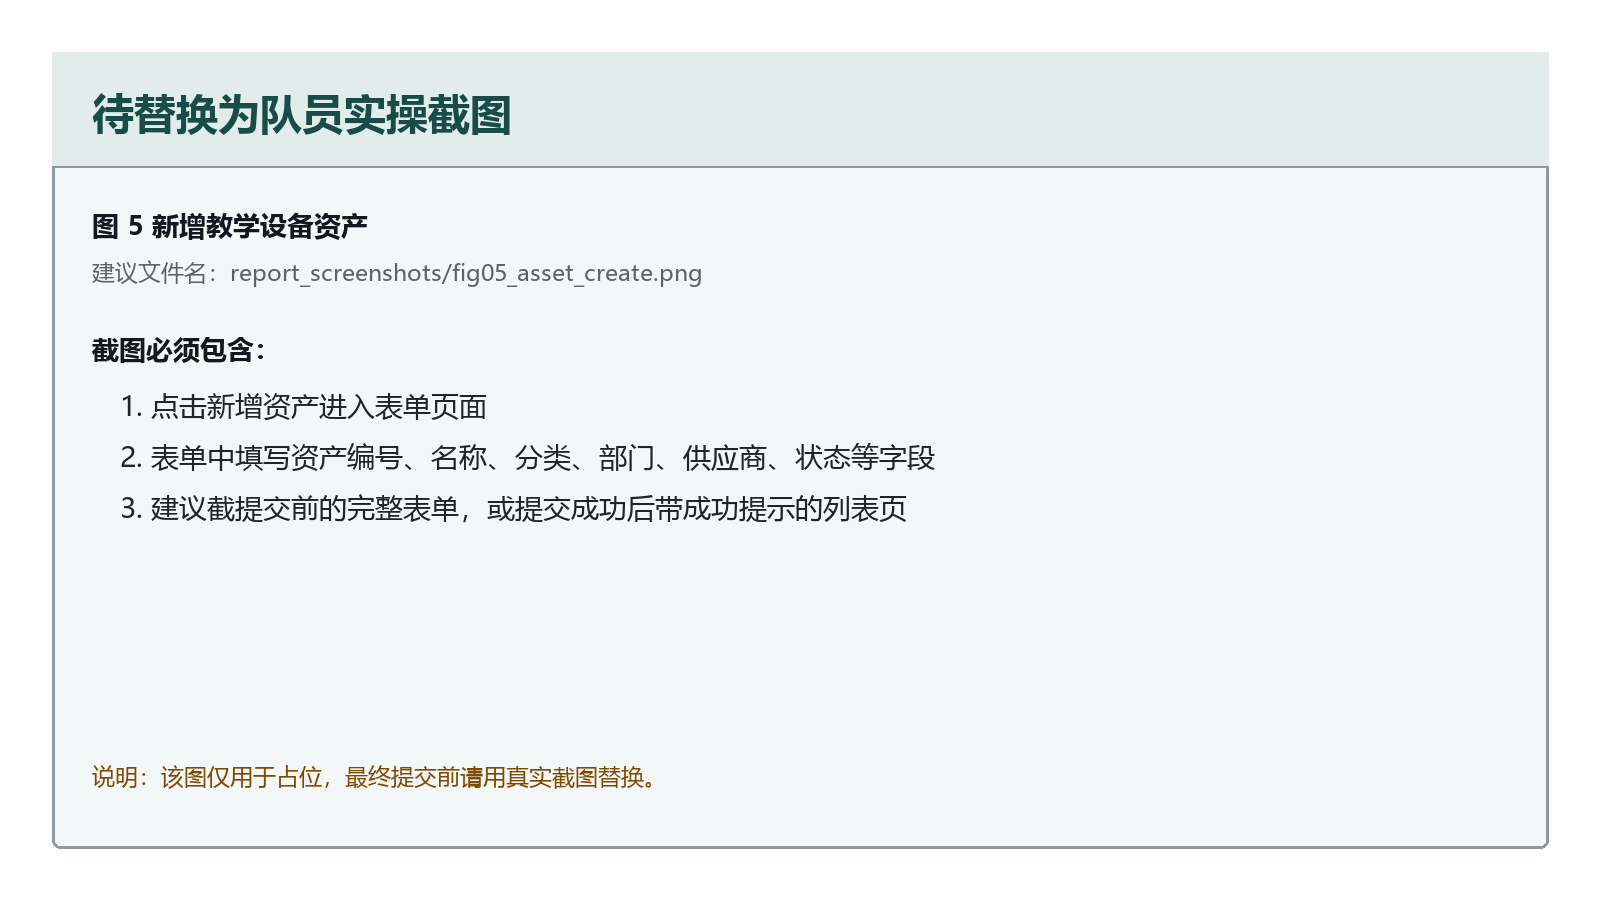 待替换为队员实操截图
图 5 新增教学设备资产
建议文件名：report_screenshots/fig05_asset_create.png
截图必须包含：
1. 点击新增资产进入表单页面
2. 表单中填写资产编号、名称、分类、部门、供应商、状态等字段
3. 建议截提交前的完整表单，或提交成功后带成功提示的列表页
说明：该图仅用于占位，最终提交前请用真实截图替换。